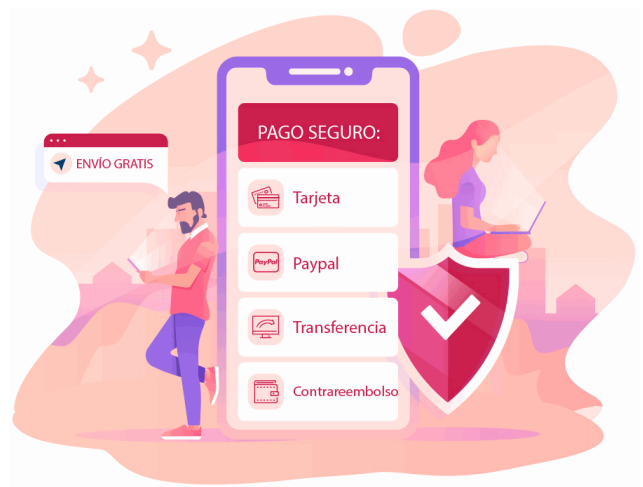 PAGO SEGURO:
ENVÍO GRATIS
Tarjeta
PayPal
Paypal
Transferencia
Contrareembolso